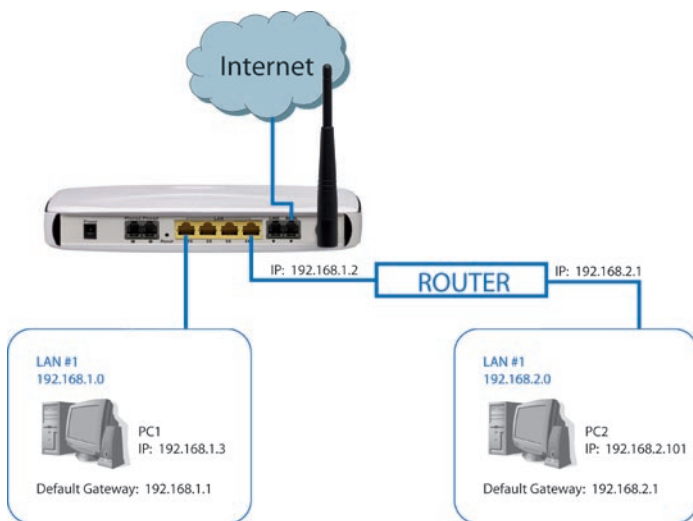 Internet
LAN
Reset
IP: 192.168.1.2
ROUTER
IP: 192.168.2.1
LAN #1
192.168.1.0
PC1
IP: 192.168.1.3
Default Gateway: 192.168.1.1
LAN #1
192.168.2.0
PC2
IP: 192.168.2.101
Default Gateway: 192.168.2.1